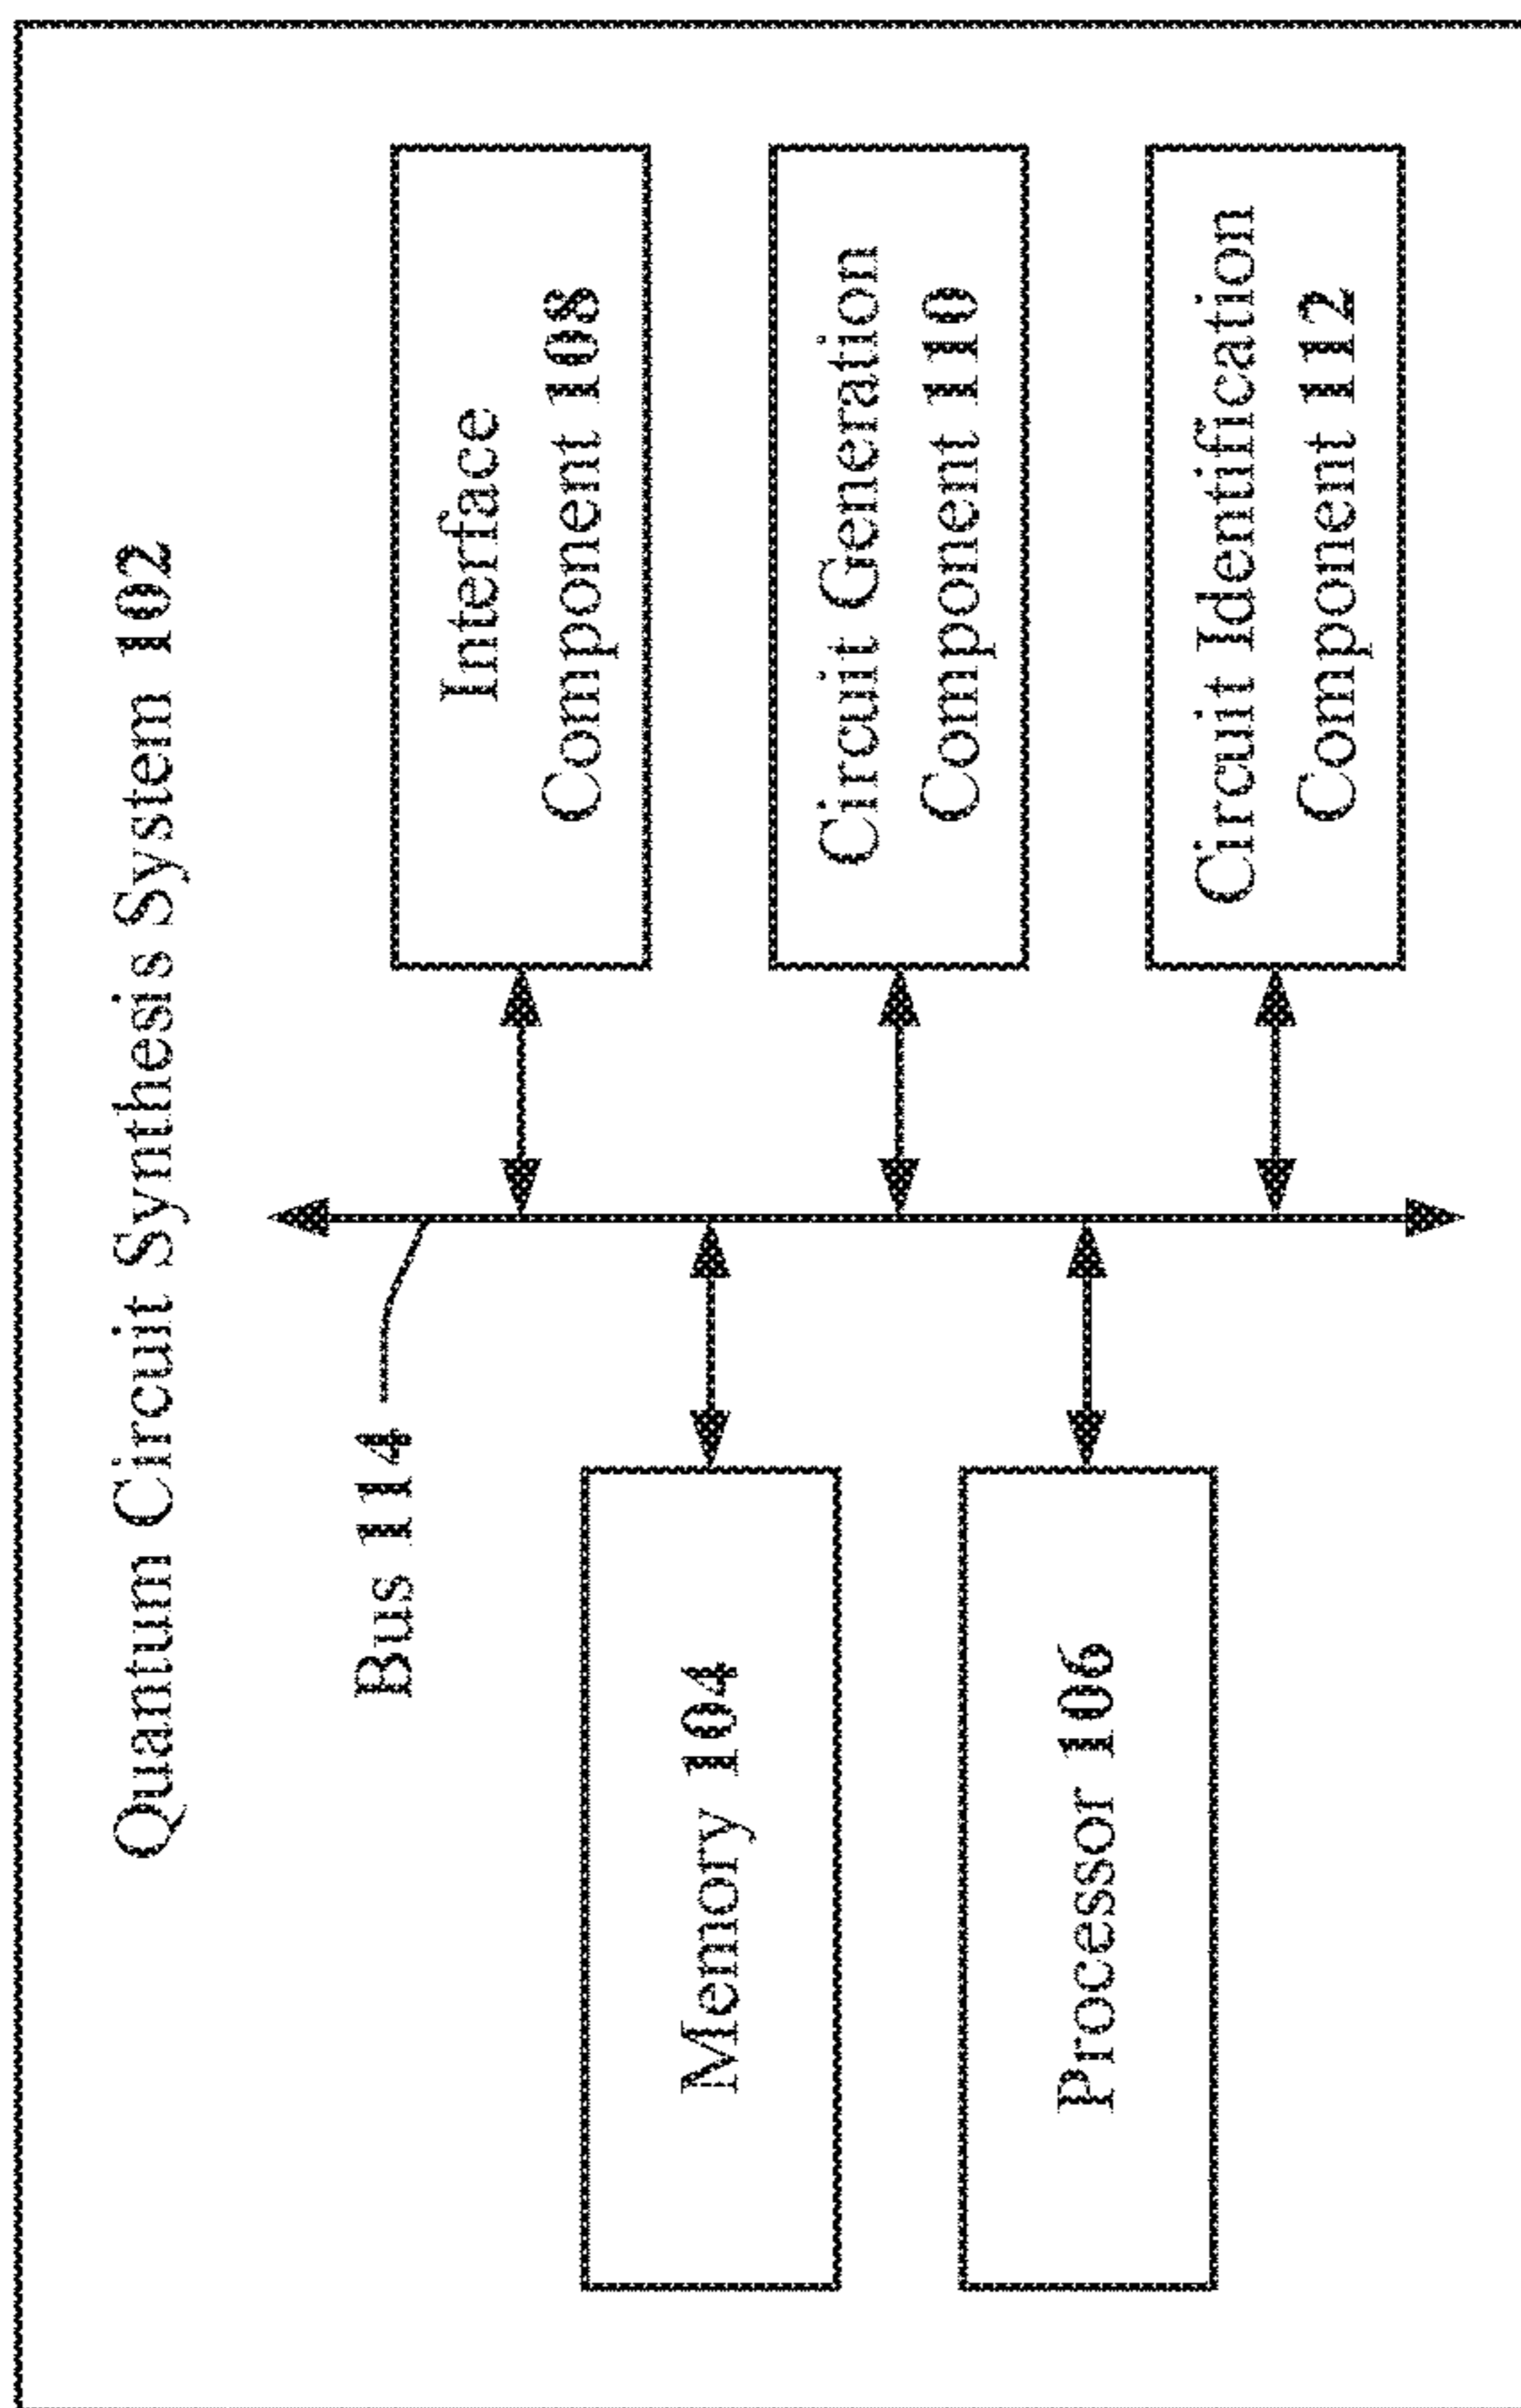 Quantum Circuit Synthesis System 102
Bus 114
Memory 104
Processor 106
Interface
Component 108
Circuit Generation
Component 110
Circuit Identification
Component 112